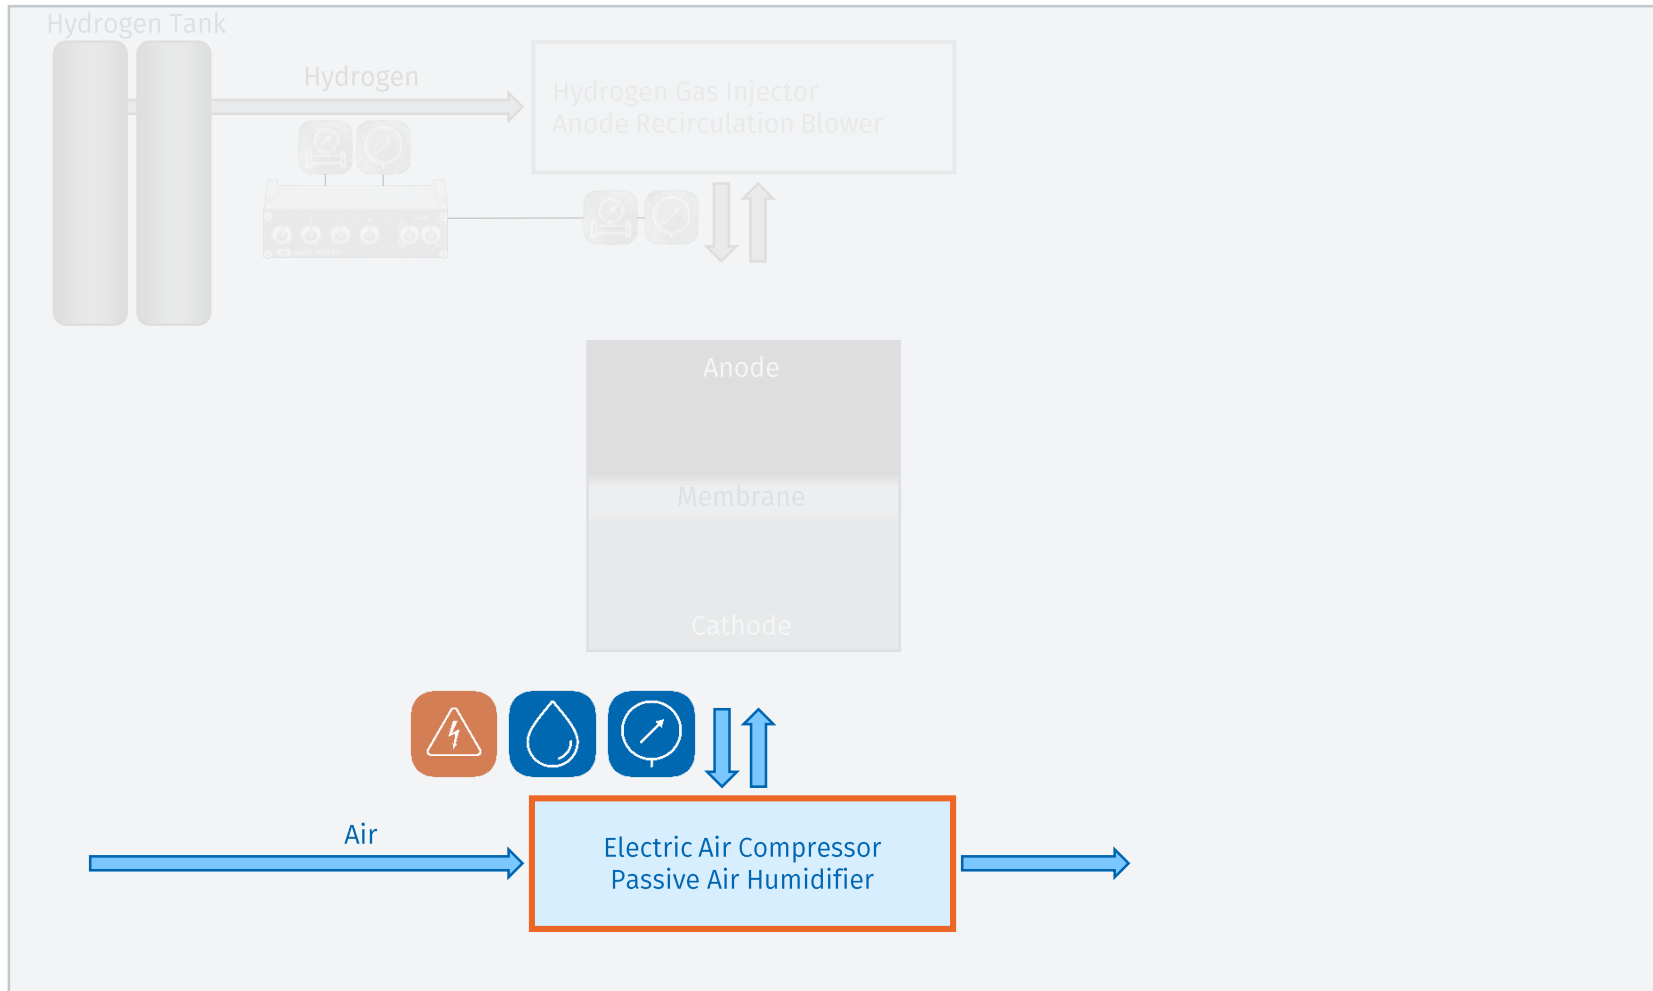 Hydrogen Tank
Hydrogen
Hydrogen Gas Injector
Anode Recirculation Blower
Anode
Membrane
Cathode
Air
Electric Air Compressor
Passive Air Humidifier